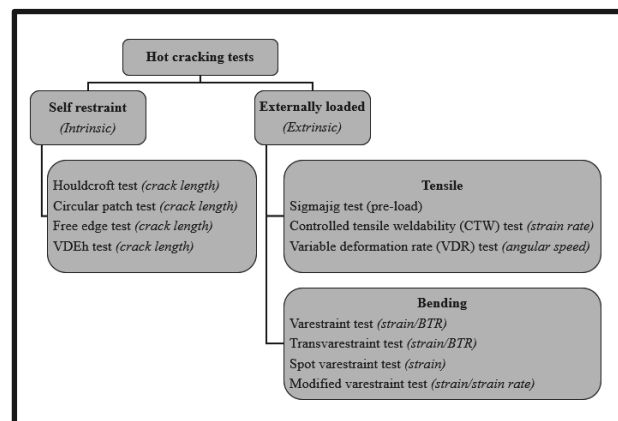 Hot cracking tests
Self restraint
(Intrinsic)
Externally loaded
(Extrinsic)
Houldcroft test (crack length)
Circular patch test (crack length)
Free edge test (crack length)
VDEh test (crack length)
Tensile
Sigmajig test (pre-load)
Controlled tensile weldability (CTW) test (strain rate)
Variable deformation rate (VDR) test (angular speed)
Bending
Varestraint test (strain/BTR)
Transvarestraint test (strain/BTR)
Spot varestraint test (strain)
Modified varestraint test (strain/strain rate)